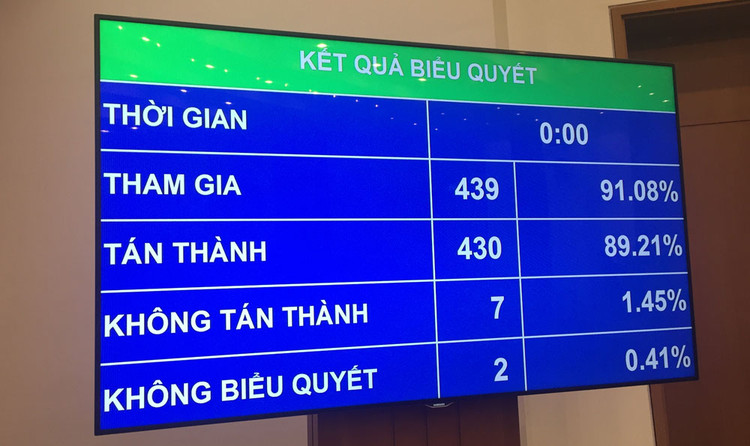 KẾT QUẢ BIỂU QUYẾT
THỜI GIAN 0:00
THAM GIA 439 91.08%
TÁN THÀNH 430 89.21%
KHÔNG TÁN THÀNH 7 1.45%
KHÔNG BIỂU QUYẾT 2 0.41%